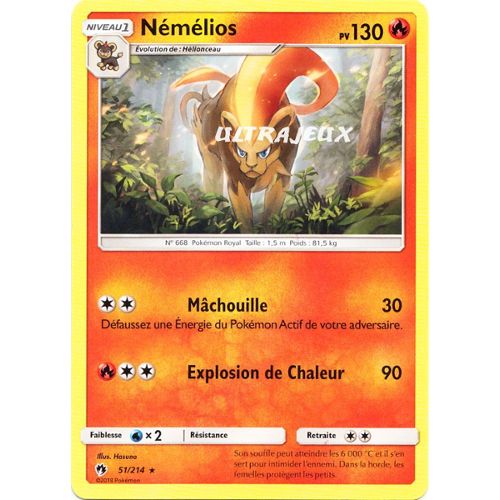 NIVEAU 1
Némélios
PV 130
Évolution de : Hélionceau
ULTRAJEUX
N° 668 Pokémon Royal Taille : 1,5 m Poids : 81,5 kg
Mâchouille 30
Défaussez une Énergie du Pokémon Actif de votre adversaire.
Explosion de Chaleur 90
Faiblesse × 2 Résistance Retraite
Illus. Hasuno
51/214 ★
©2018 Pokémon
Son souffle peut atteindre les 6 000 °C et il s'en
sert pour intimider l'ennemi. Dans la horde, les
femelles protègent les petits.